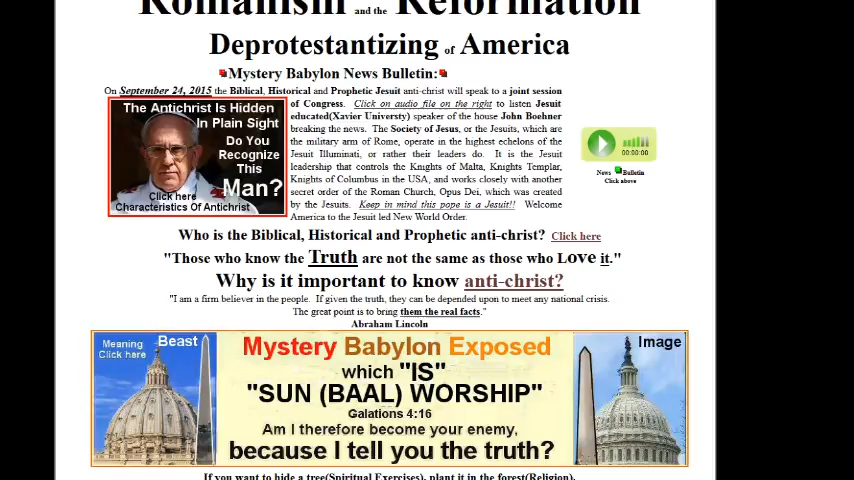 Romanism and the Reformation
Deprotestantizing of America
Mystery Babylon News Bulletin:
On September 24, 2015 the Biblical, Historical and Prophetic Jesuit anti-christ will speak to a joint session
of Congress. Click on audio file on the right to listen Jesuit
educated(Xavier Universty) speaker of the house John Boehner
breaking the news. The Society of Jesus, or the Jesuits, which are
the military arm of Rome, operate in the highest echelons of the
Jesuit Illuminati, or rather their leaders do. It is the Jesuit
leadership that controls the Knights of Malta, Knights Templar,
Knights of Columbus in the USA, and works closely with another
secret order of the Roman Church, Opus Dei, which was created
by the Jesuits. Keep in mind this pope is a Jesuit!! Welcome
America to the Jesuit led New World Order.
The Antichrist Is Hidden
In Plain Sight
Do You
Recognize
This
Man?
Click here
Characteristics Of Antichrist
00:00:00
News Bulletin
Click above
Who is the Biblical, Historical and Prophetic anti-christ? Click here
"Those who know the Truth are not the same as those who Love it."
Why is it important to know anti-christ?
"I am a firm believer in the people. If given the truth, they can be depended upon to meet any national crisis.
The great point is to bring them the real facts."
Abraham Lincoln
Meaning
Click here
Beast
Mystery Babylon Exposed
which "IS"
"SUN (BAAL) WORSHIP"
Galations 4:16
Am I therefore become your enemy,
because I tell you the truth?
Image
If you want to hide a tree(Spiritual Exercises), plant it in the forest(Religion).